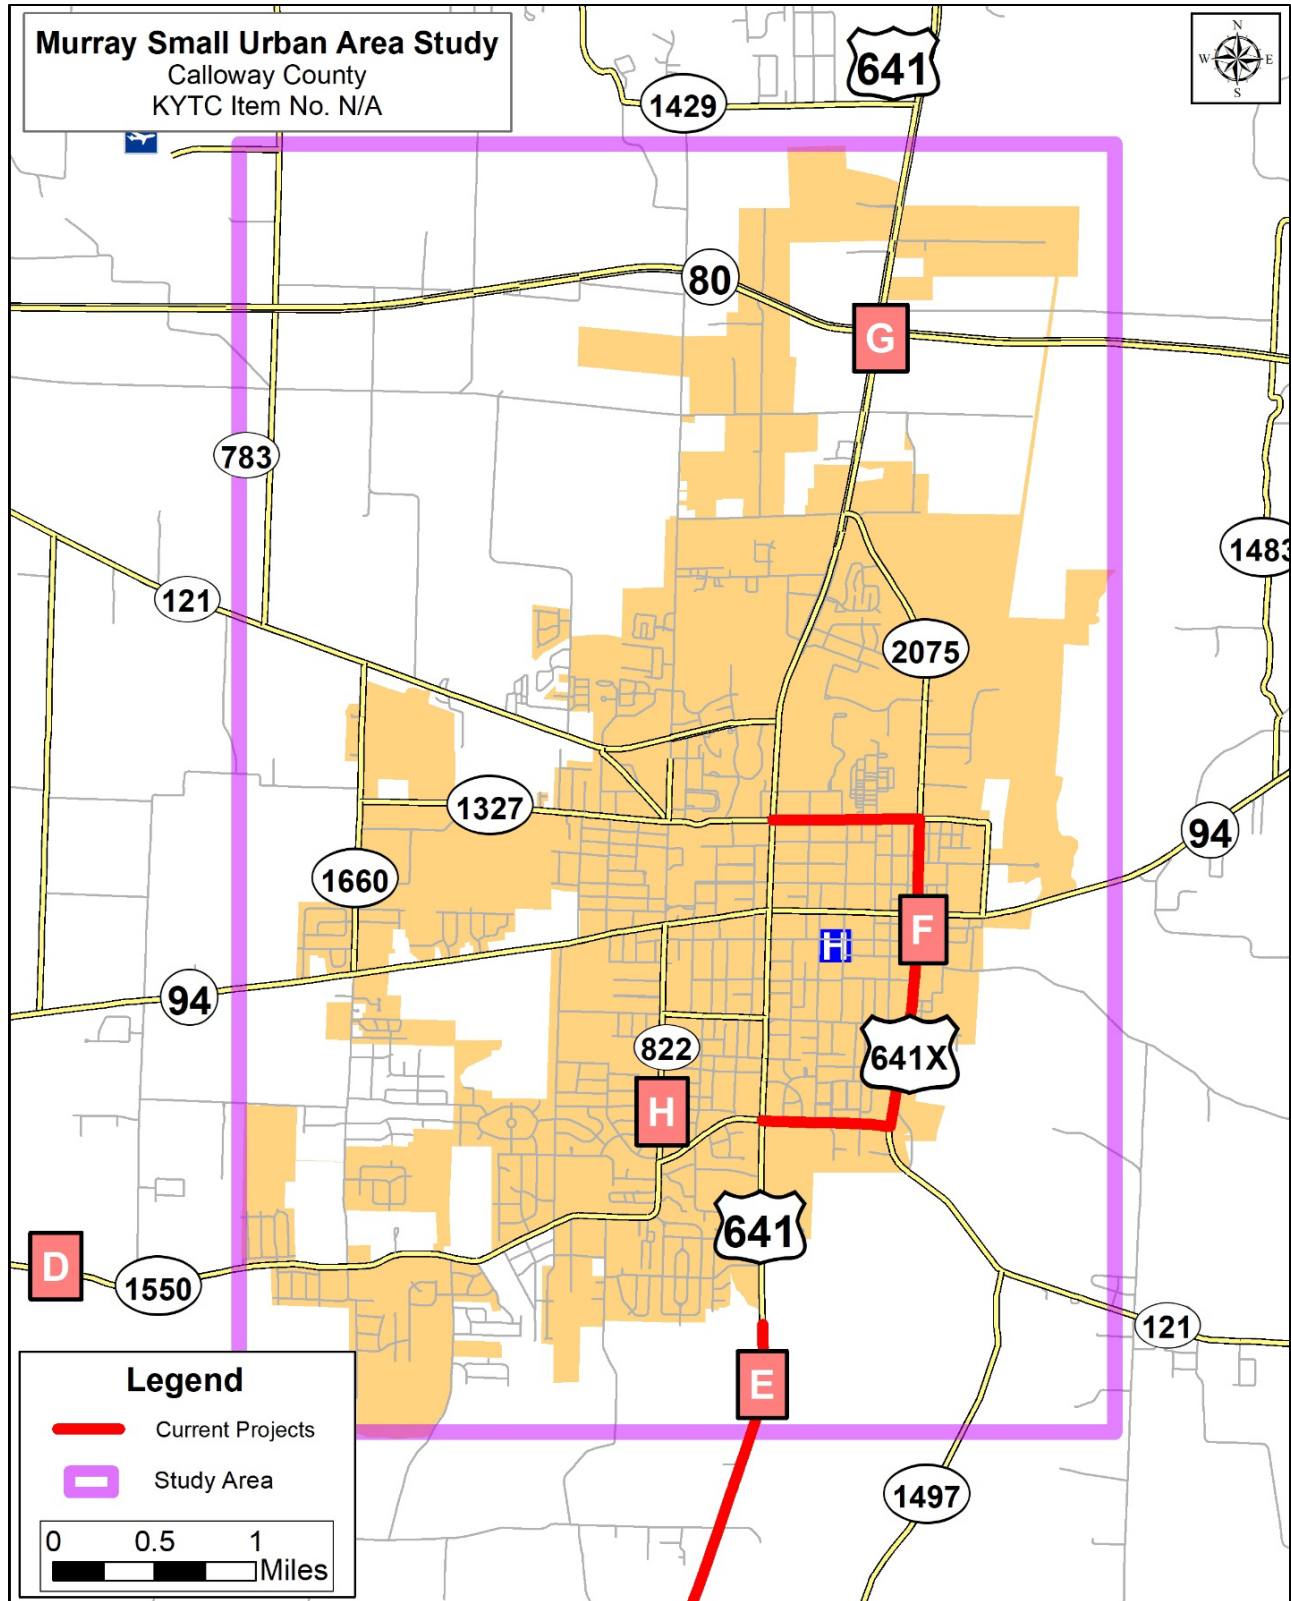 Murray Small Urban Area Study
Calloway County
KYTC Item No. N/A
641
N
W E
S
1429
80
G
783
1483
121
2075
1327
94
1660
F
H
94
822
641X
H
641
D
1550
121
E
Legend
Current Projects
Study Area
1497
0 0.5 1
Miles